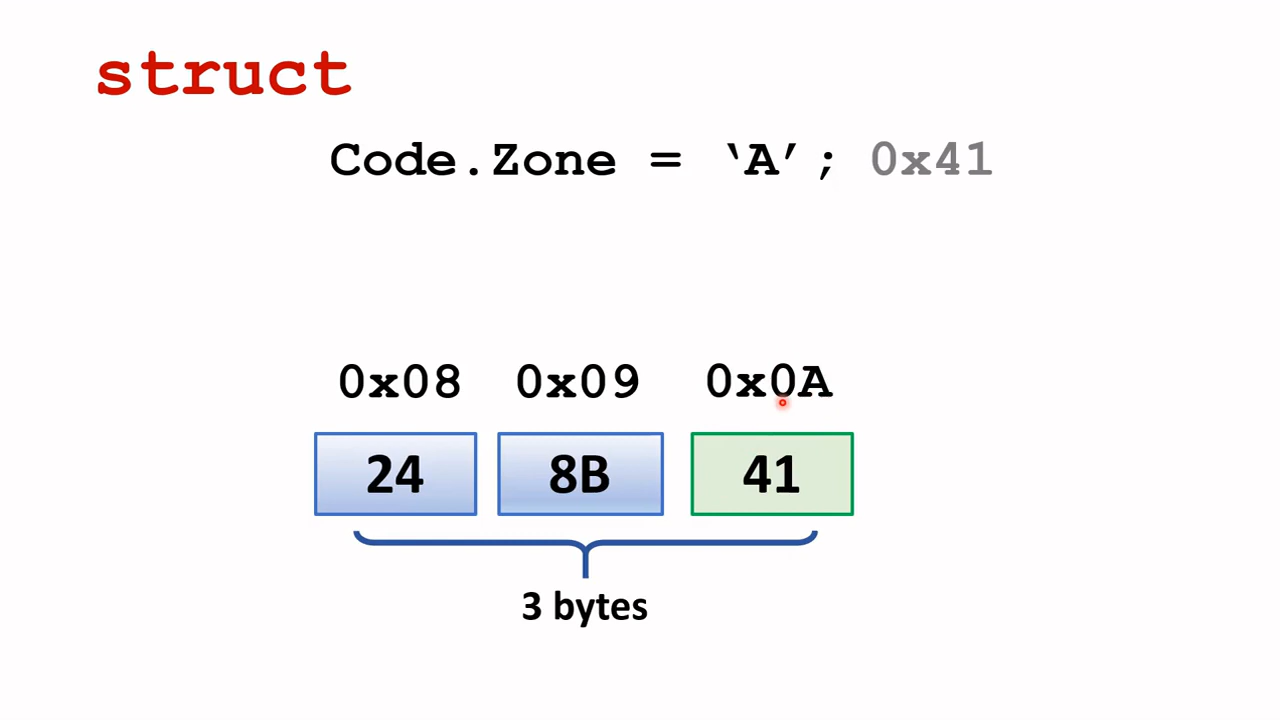 struct
Code.Zone = ‘A’; 0x41
0x08 0x09 0x0A
24 8B 41
3 bytes